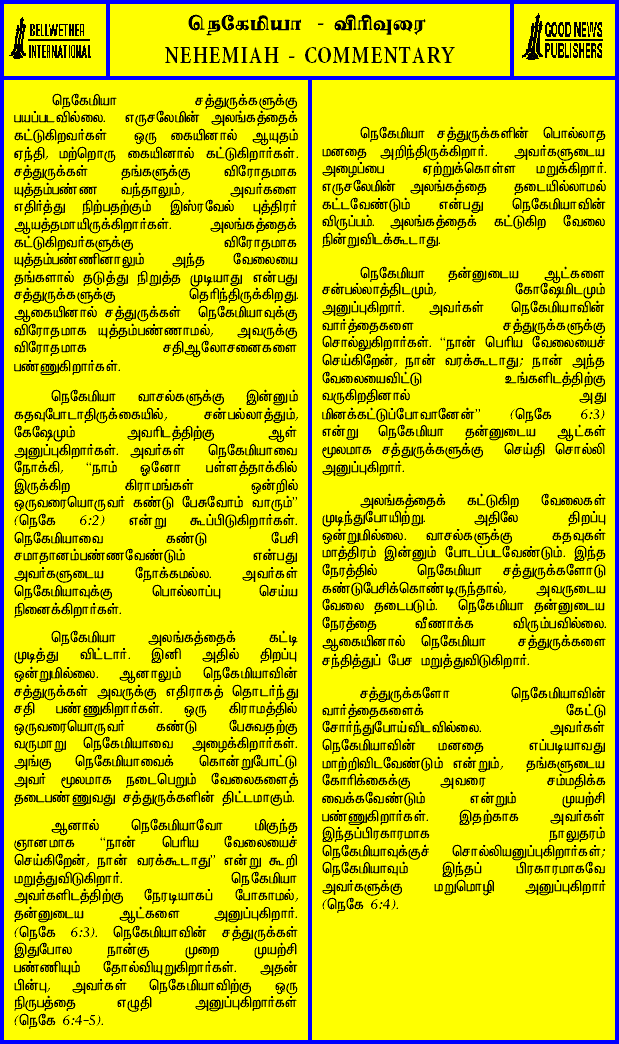 BELLWETHER
INTERNATIONAL
நெகேமியா - விரிவுரை
NEHEMIAH - COMMENTARY
GOOD NEWS
PUBLISHERS
நெகேமியா சத்துருக்களுக்கு
பயப்படவில்லை. எருசலேமின் அலங்கத்தைக்
கட்டுகிறவர்கள் ஒரு கையினால் ஆயுதம்
ஏந்தி, மற்றொரு கையினால் கட்டுகிறார்கள்.
சத்துருக்கள் தங்களுக்கு விரோதமாக
யுத்தம்பண்ண வந்தாலும், அவர்களை
எதிர்த்து நிற்பதற்கும் இஸ்ரவேல் புத்திரர்
ஆயத்தமாயிருக்கிறார்கள். அலங்கத்தைக்
கட்டுகிறவர்களுக்கு விரோதமாக
யுத்தம்பண்ணினாலும் அந்த வேலையை
தங்களால் தடுத்து நிறுத்த முடியாது என்பது
சத்துருக்களுக்கு தெரிந்திருக்கிறது.
ஆகையினால் சத்துருக்கள் நெகேமியாவுக்கு
விரோதமாக யுத்தம்பண்ணாமல், அவருக்கு
விரோதமாக சதிஆலோசனைகளை
பண்ணுகிறார்கள்.
நெகேமியா வாசல்களுக்கு இன்னும்
கதவுபோடாதிருக்கையில், சன்பல்லாத்தும்,
கேஷேமும் அவரிடத்திற்கு ஆள்
அனுப்புகிறார்கள். அவர்கள் நெகேமியாவை
நோக்கி, “நாம் ஓனோ பள்ளத்தாக்கில்
இருக்கிற கிராமங்கள் ஒன்றில்
ஒருவரையொருவர் கண்டு பேசுவோம் வாரும்”
(நெகே 6:2) என்று கூப்பிடுகிறார்கள்.
நெகேமியாவை கண்டு பேசி
சமாதானம்பண்ணவேண்டும் என்பது
அவர்களுடைய நோக்கமல்ல. அவர்கள்
நெகேமியாவுக்கு பொல்லாப்பு செய்ய
நினைக்கிறார்கள்.
நெகேமியா அலங்கத்தைக் கட்டி
முடித்து விட்டார். இனி அதில் திறப்பு
ஒன்றுமில்லை. ஆனாலும் நெகேமியாவின்
சத்துருக்கள் அவருக்கு எதிராகத் தொடர்ந்து
சதி பண்ணுகிறார்கள். ஒரு கிராமத்தில்
ஒருவரையொருவர் கண்டு பேசுவதற்கு
வருமாறு நெகேமியாவை அழைக்கிறார்கள்.
அங்கு நெகேமியாவைக் கொன்றுபோட்டு
அவர் மூலமாக நடைபெறும் வேலைகளைத்
தடைபண்ணுவது சத்துருக்களின் திட்டமாகும்.
ஆனால் நெகேமியாவோ மிகுந்த
ஞானமாக “நான் பெரிய வேலையைச்
செய்கிறேன், நான் வரக்கூடாது” என்று கூறி
மறுத்துவிடுகிறார். நெகேமியா
அவர்களிடத்திற்கு நேரடியாகப் போகாமல்,
தன்னுடைய ஆட்களை அனுப்புகிறார்.
(நெகே 6:3). நெகேமியாவின் சத்துருக்கள்
இதுபோல நான்கு முறை முயற்சி
பண்ணியும் தோல்வியுறுகிறார்கள். அதன்
பின்பு, அவர்கள் நெகேமியாவிற்கு ஒரு
நிருபத்தை எழுதி அனுப்புகிறார்கள்
(நெகே 6:4-5).
நெகேமியா சத்துருக்களின் பொல்லாத
மனதை அறிந்திருக்கிறார். அவர்களுடைய
அழைப்பை ஏற்றுக்கொள்ள மறுக்கிறார்.
எருசலேமின் அலங்கத்தை தடையில்லாமல்
கட்டவேண்டும் என்பது நெகேமியாவின்
விருப்பம். அலங்கத்தைக் கட்டுகிற வேலை
நின்றுவிடக்கூடாது.
நெகேமியா தன்னுடைய ஆட்களை
சன்பல்லாத்திடமும், கோஷேமிடமும்
அனுப்புகிறார். அவர்கள் நெகேமியாவின்
வார்த்தைகளை சத்துருக்களுக்கு
சொல்லுகிறார்கள். “நான் பெரிய வேலையைச்
செய்கிறேன், நான் வரக்கூடாது; நான் அந்த
வேலையைவிட்டு உங்களிடத்திற்கு
வருகிறதினால் அது
மினக்கட்டுப்போவானேன்” (நெகே 6:3)
என்று நெகேமியா தன்னுடைய ஆட்கள்
மூலமாக சத்துருக்களுக்கு செய்தி சொல்லி
அனுப்புகிறார்.
அலங்கத்தைக் கட்டுகிற வேலைகள்
முடிந்துபோயிற்று. அதிலே திறப்பு
ஒன்றுமில்லை. வாசல்களுக்கு கதவுகள்
மாத்திரம் இன்னும் போடப்படவேண்டும். இந்த
நேரத்தில் நெகேமியா சத்துருக்களோடு
கண்டுபேசிக்கொண்டிருந்தால், அவருடைய
வேலை தடைபடும். நெகேமியா தன்னுடைய
நேரத்தை வீணாக்க விரும்பவில்லை.
ஆகையினால் நெகேமியா சத்துருக்களை
சந்தித்துப் பேச மறுத்துவிடுகிறார்.
சத்துருக்களோ நெகேமியாவின்
வார்த்தைகளைக் கேட்டு
சோர்ந்துபோய்விடவில்லை. அவர்கள்
நெகேமியாவின் மனதை எப்படியாவது
மாற்றிவிடவேண்டும் என்றும், தங்களுடைய
கோரிக்கைக்கு அவரை சம்மதிக்க
வைக்கவேண்டும் என்றும் முயற்சி
பண்ணுகிறார்கள். இதற்காக அவர்கள்
இந்தப்பிரகாரமாக நாலுதரம்
நெகேமியாவுக்குச் சொல்லியனுப்புகிறார்கள்;
நெகேமியாவும் இந்தப் பிரகாரமாகவே
அவர்களுக்கு மறுமொழி அனுப்புகிறார்
(நெகே 6:4).